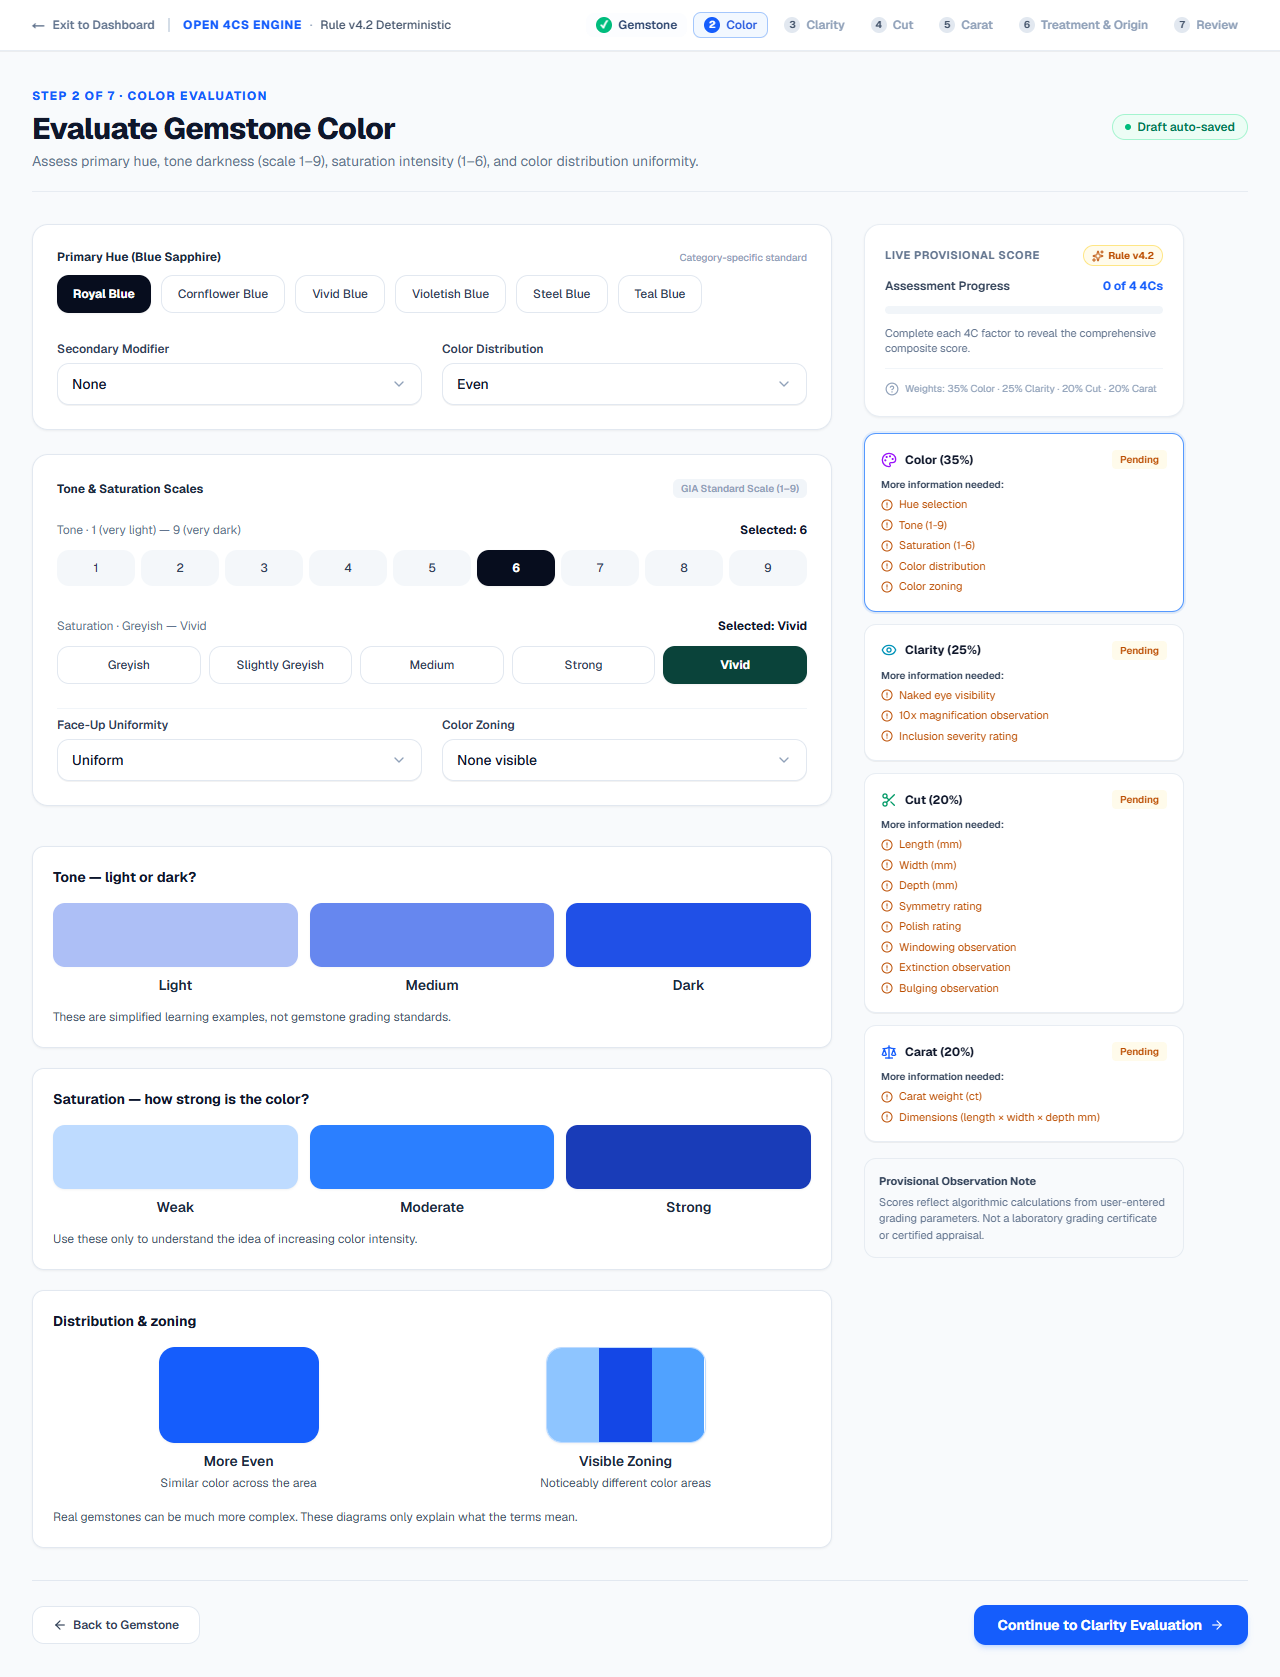 ← Exit to Dashboard | OPEN 4CS ENGINE · Rule v4.2 Deterministic
✓ Gemstone 2 Color 3 Clarity 4 Cut 5 Carat 6 Treatment & Origin 7 Review
STEP 2 OF 7 · COLOR EVALUATION
Evaluate Gemstone Color
Draft auto-saved
Assess primary hue, tone darkness (scale 1–9), saturation intensity (1–6), and color distribution uniformity.
Primary Hue (Blue Sapphire)
Category-specific standard
Royal Blue Cornflower Blue Vivid Blue Violetish Blue Steel Blue Teal Blue
Secondary Modifier
None
Color Distribution
Even
Tone & Saturation Scales
GIA Standard Scale (1–9)
Tone · 1 (very light) — 9 (very dark)
Selected: 6
1 2 3 4 5 6 7 8 9
Saturation · Greyish — Vivid
Selected: Vivid
Greyish Slightly Greyish Medium Strong Vivid
Face-Up Uniformity
Uniform
Color Zoning
None visible
Tone — light or dark?
Light Medium Dark
These are simplified learning examples, not gemstone grading standards.
Saturation — how strong is the color?
Weak Moderate Strong
Use these only to understand the idea of increasing color intensity.
Distribution & zoning
More Even
Similar color across the area
Visible Zoning
Noticeably different color areas
Real gemstones can be much more complex. These diagrams only explain what the terms mean.
LIVE PROVISIONAL SCORE
Rule v4.2
Assessment Progress
0 of 4 4Cs
Complete each 4C factor to reveal the comprehensive
composite score.
Weights: 35% Color · 25% Clarity · 20% Cut · 20% Carat
Color (35%)
Pending
More information needed:
Hue selection
Tone (1-9)
Saturation (1-6)
Color distribution
Color zoning
Clarity (25%)
Pending
More information needed:
Naked eye visibility
10x magnification observation
Inclusion severity rating
Cut (20%)
Pending
More information needed:
Length (mm)
Width (mm)
Depth (mm)
Symmetry rating
Polish rating
Windowing observation
Extinction observation
Bulging observation
Carat (20%)
Pending
More information needed:
Carat weight (ct)
Dimensions (length × width × depth mm)
Provisional Observation Note
Scores reflect algorithmic calculations from user-entered
grading parameters. Not a laboratory grading certificate
or certified appraisal.
← Back to Gemstone
Continue to Clarity Evaluation →